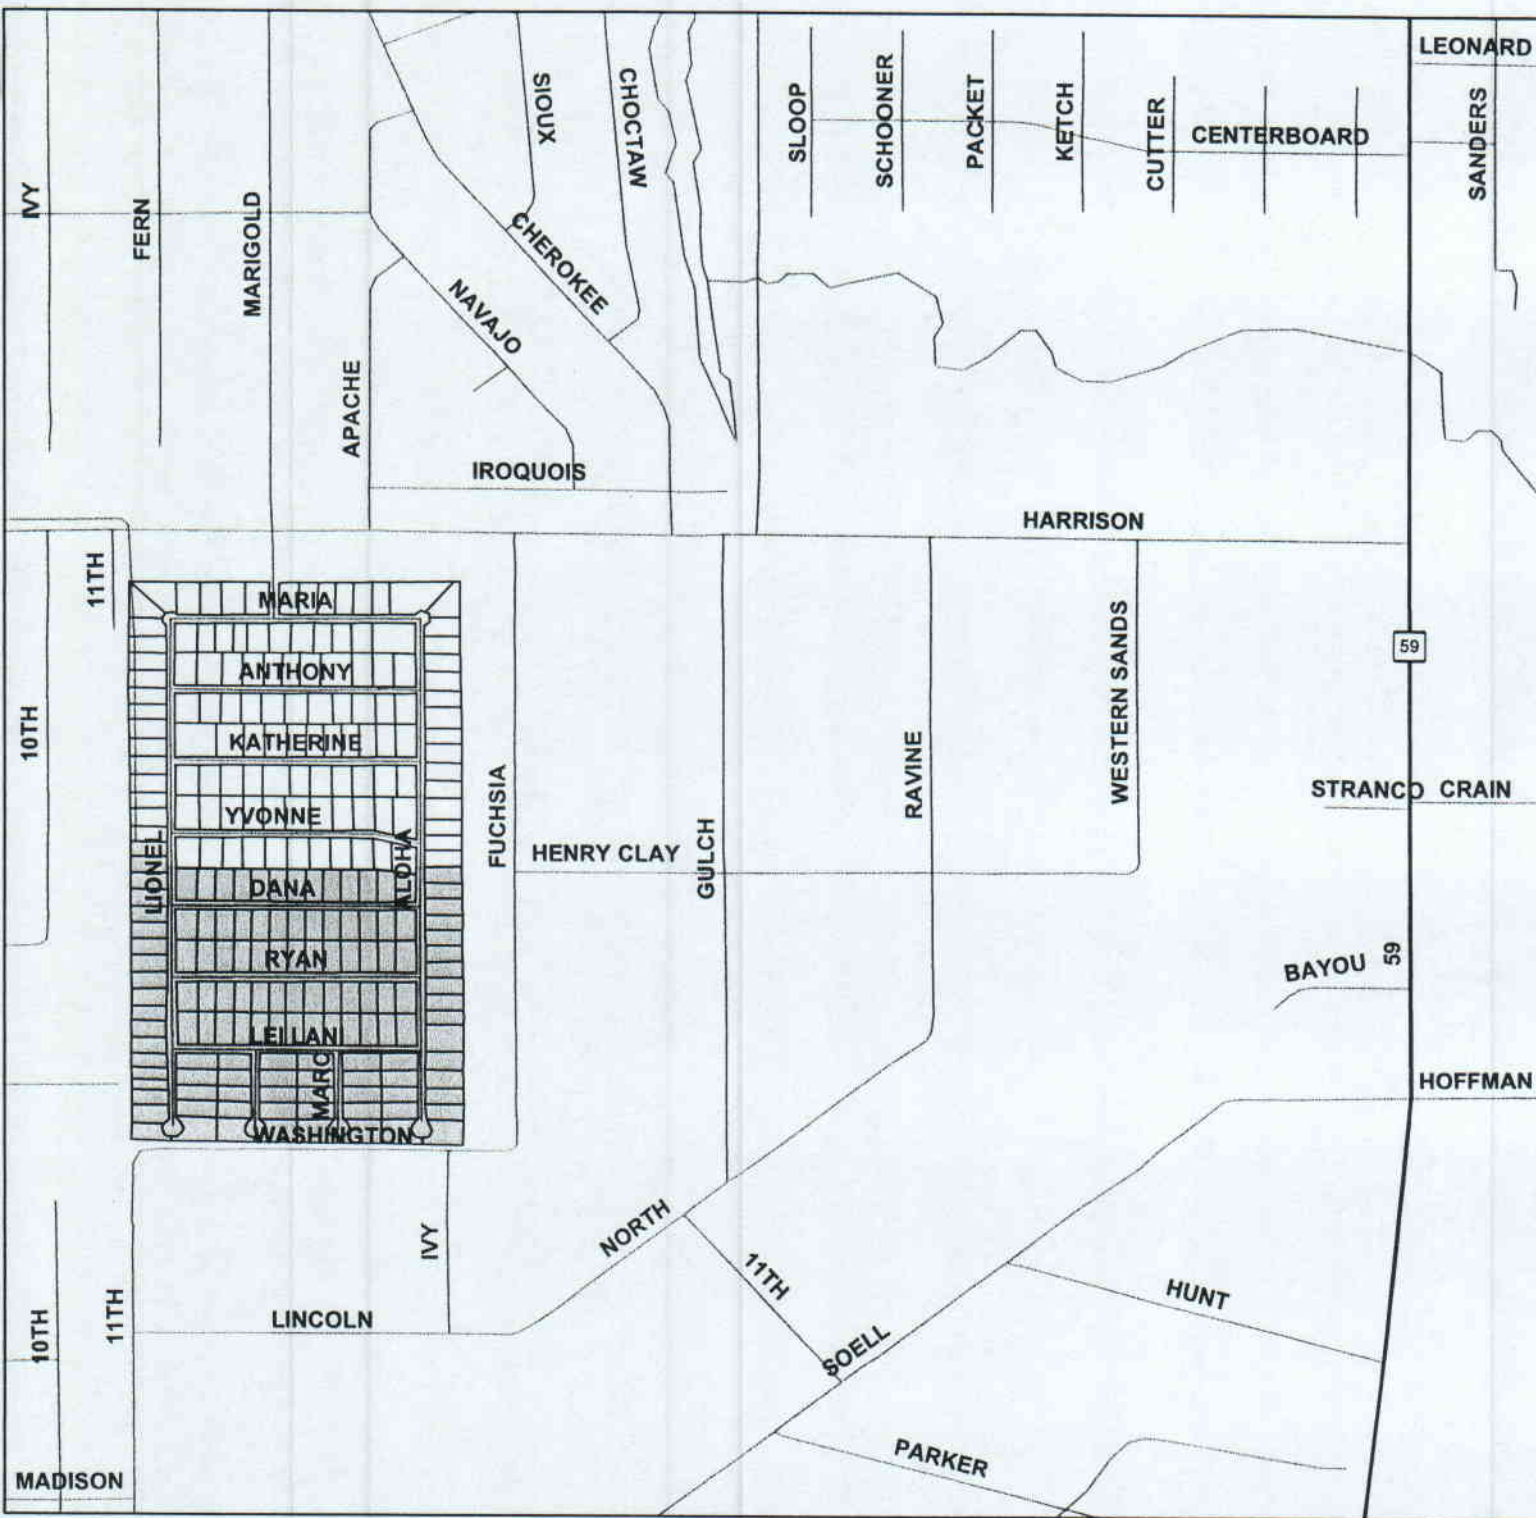 LEONARD
SIOUX
CHOCTAW
SLOOP
SCHOONER
PACKET
KETCH
CUTTER
CENTERBOARD
SANDERS
IVY
FERN
MARIGOLD
CHEROKEE
NAVAJO
APACHE
IROQUOIS
HARRISON
11TH
MARIA
59
ANTHONY
WESTERN SANDS
10TH
KATHERINE
RAVINE
FUCHSIA
STRANCO
CRAIN
YVONNE
LIONEL
ALOHA
HENRY CLAY
GULCH
DANA
RYAN
BAYOU
59
LEILANI
MARC
HOFFMAN
WASHINGTON
NORTH
IVY
11TH
HUNT
10TH
11TH
LINCOLN
SOELL
PARKER
MADISON